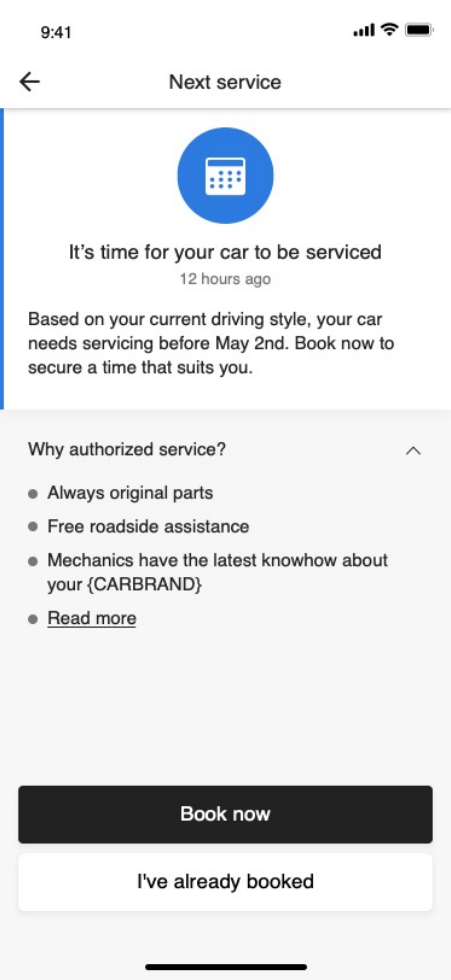 9:41
Next service
It’s time for your car to be serviced
12 hours ago
Based on your current driving style, your car
needs servicing before May 2nd. Book now to
secure a time that suits you.
Why authorized service?
Always original parts
Free roadside assistance
Mechanics have the latest knowhow about
your {CARBRAND}
Read more
Book now
I've already booked